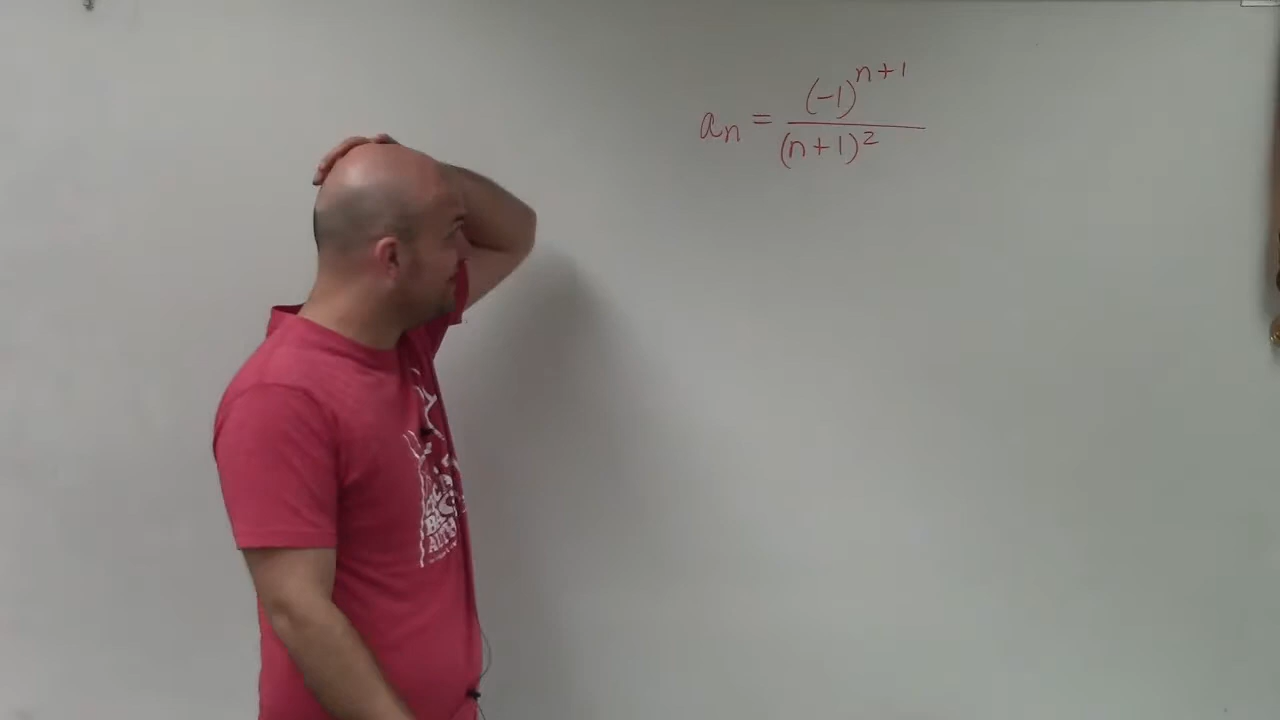 aₙ = (-1)ⁿ⁺¹ / (n+1)²